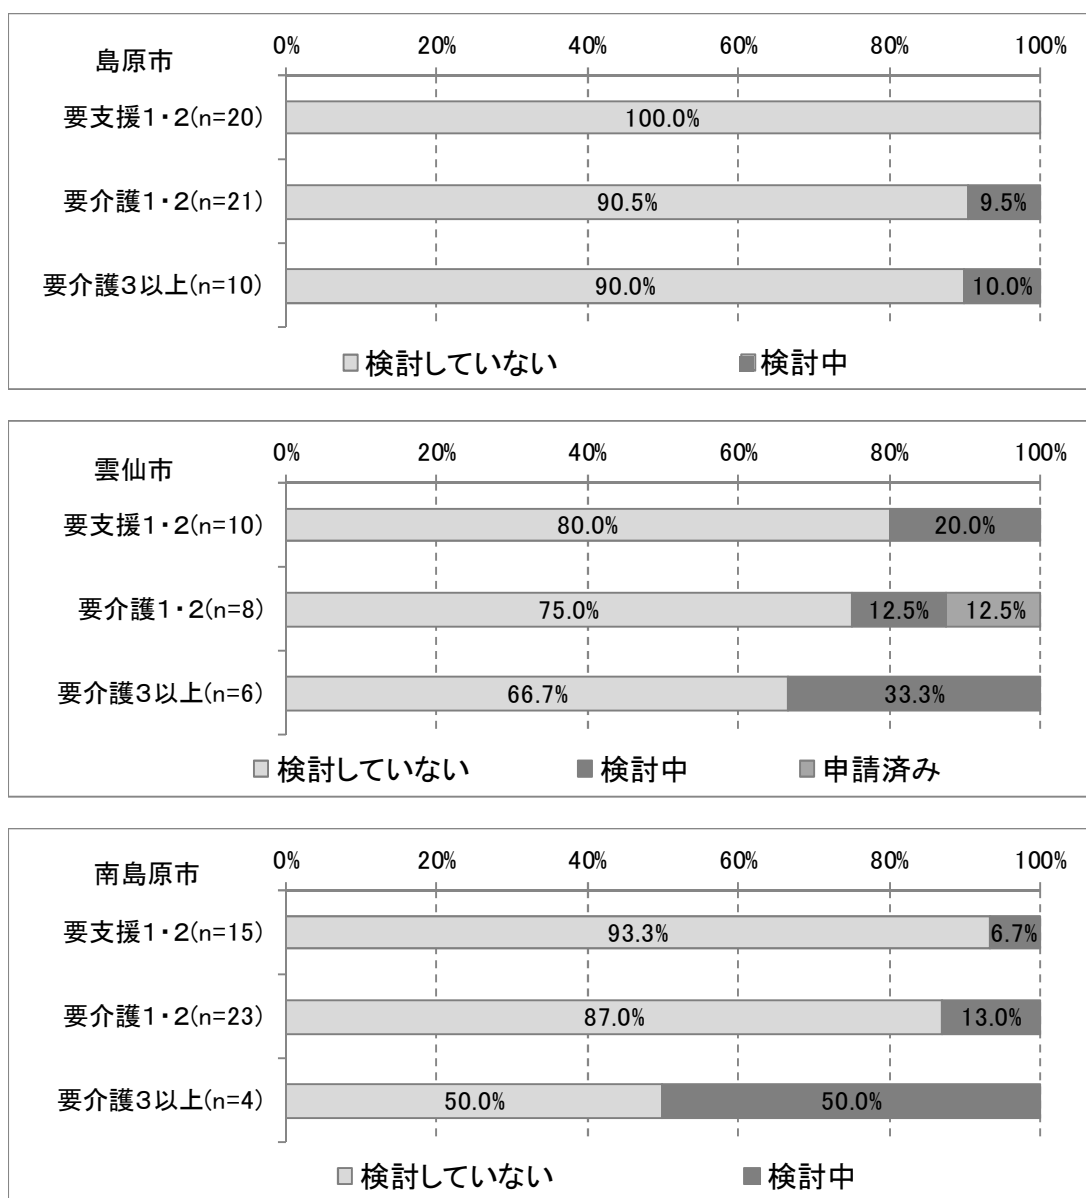 0% 20% 40% 60% 80% 100%
島原市
要支援1・2(n=20) 100.0%
要介護1・2(n=21) 90.5% 9.5%
要介護3以上(n=10) 90.0% 10.0%
検討していない 検討中
0% 20% 40% 60% 80% 100%
雲仙市
要支援1・2(n=10) 80.0% 20.0%
要介護1・2(n=8) 75.0% 12.5% 12.5%
要介護3以上(n=6) 66.7% 33.3%
検討していない 検討中 申請済み
0% 20% 40% 60% 80% 100%
南島原市
要支援1・2(n=15) 93.3% 6.7%
要介護1・2(n=23) 87.0% 13.0%
要介護3以上(n=4) 50.0% 50.0%
検討していない 検討中